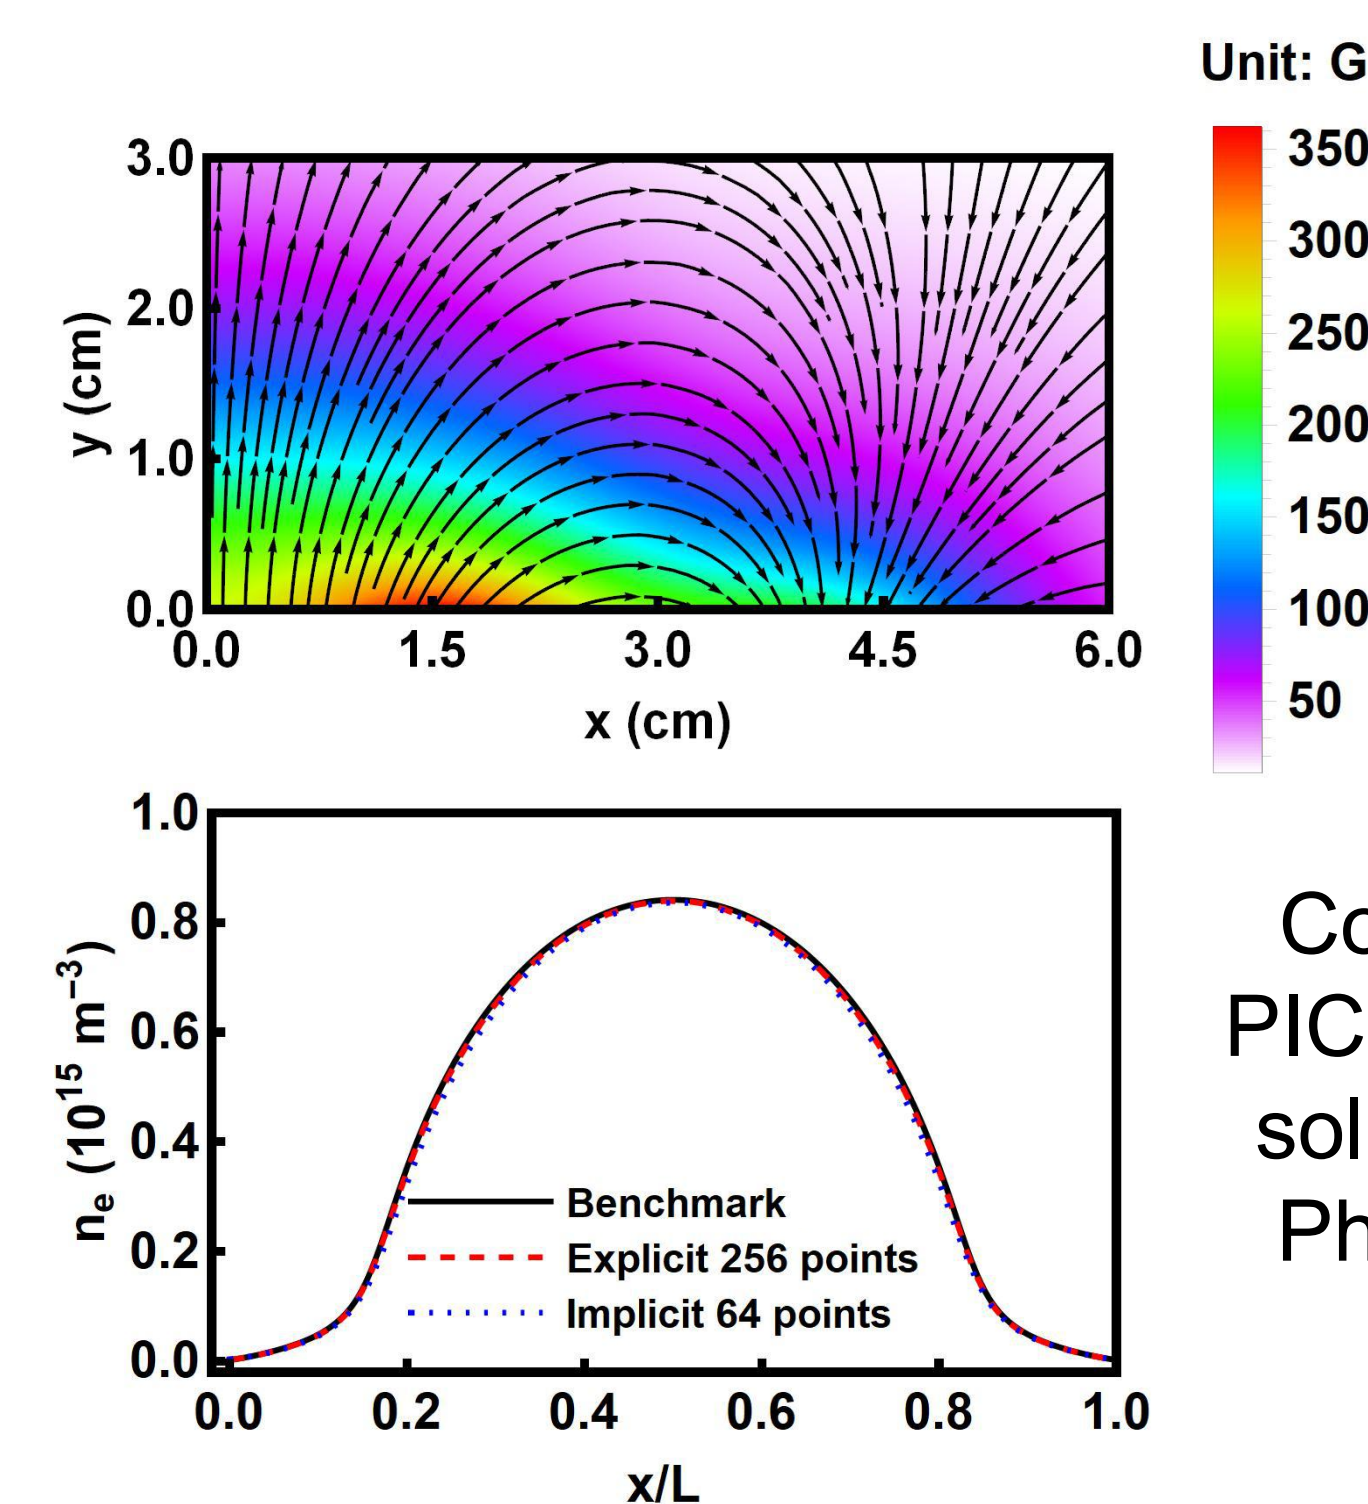 Unit: G
350
300
250
200
150
100
50
3.0
2.0
1.0
0.0
y (cm)
0.0 1.5 3.0 4.5 6.0
x (cm)
1.0
0.8
0.6
0.4
0.2
0.0
nₑ (10¹⁵ m⁻³)
Benchmark
Explicit 256 points
Implicit 64 points
0.0 0.2 0.4 0.6 0.8 1.0
x/L
PIC